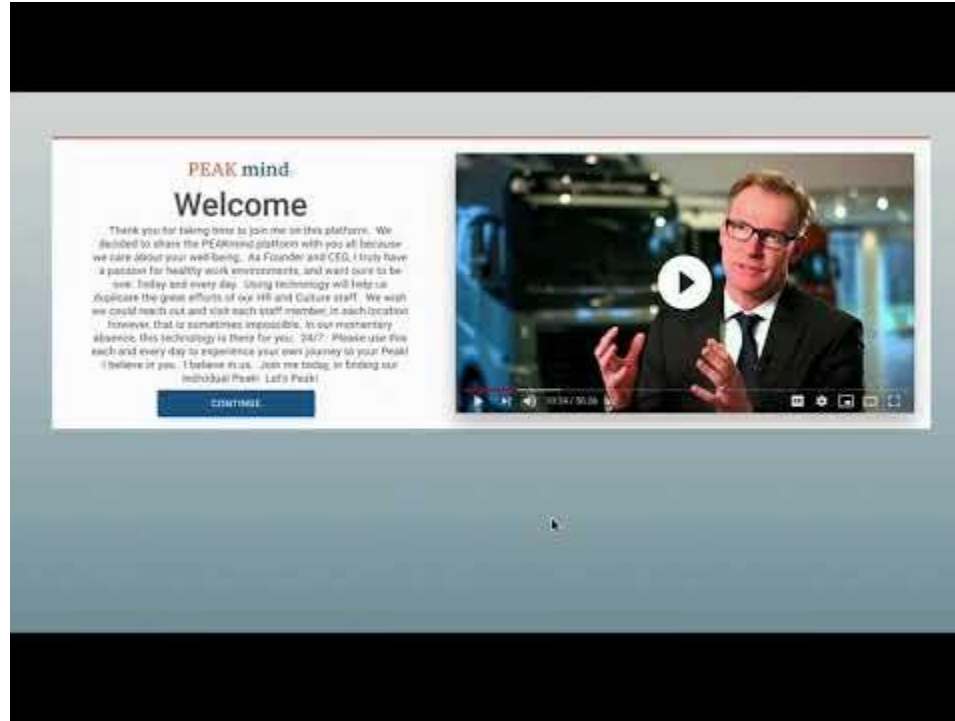 PEAK mind
Welcome
Thank you for taking time to join me on this platform. We
decided to share the PEAKmind platform with you all because
we care about your well-being. As Founder and CEO, I truly have
a passion for healthy work environments, and want ours to be
one. Today and every day. Using technology will help us
duplicate the great efforts of our HR and Culture staff. We wish
we could reach out and visit each staff member, in each location
however, that is sometimes impossible. In our momentary
absence, this technology is there for you. 24/7. Please use this
each and every day to experience your own journey to your Peak!
I believe in you. I believe in us. Join me today, in finding our
individual Peak! Let's Peak!
CONTINUE